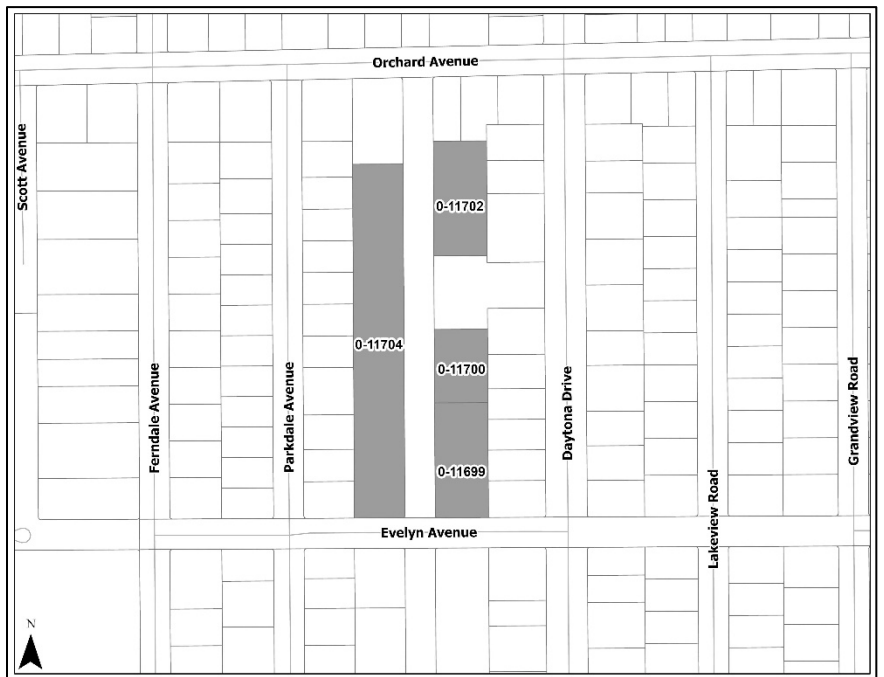 Orchard Avenue
Scott Avenue
0-11702
0-11704
0-11700
Ferndale Avenue
Parkdale Avenue
Daytona Drive
Grandview Road
0-11699
Lakeview Road
Evelyn Avenue
N